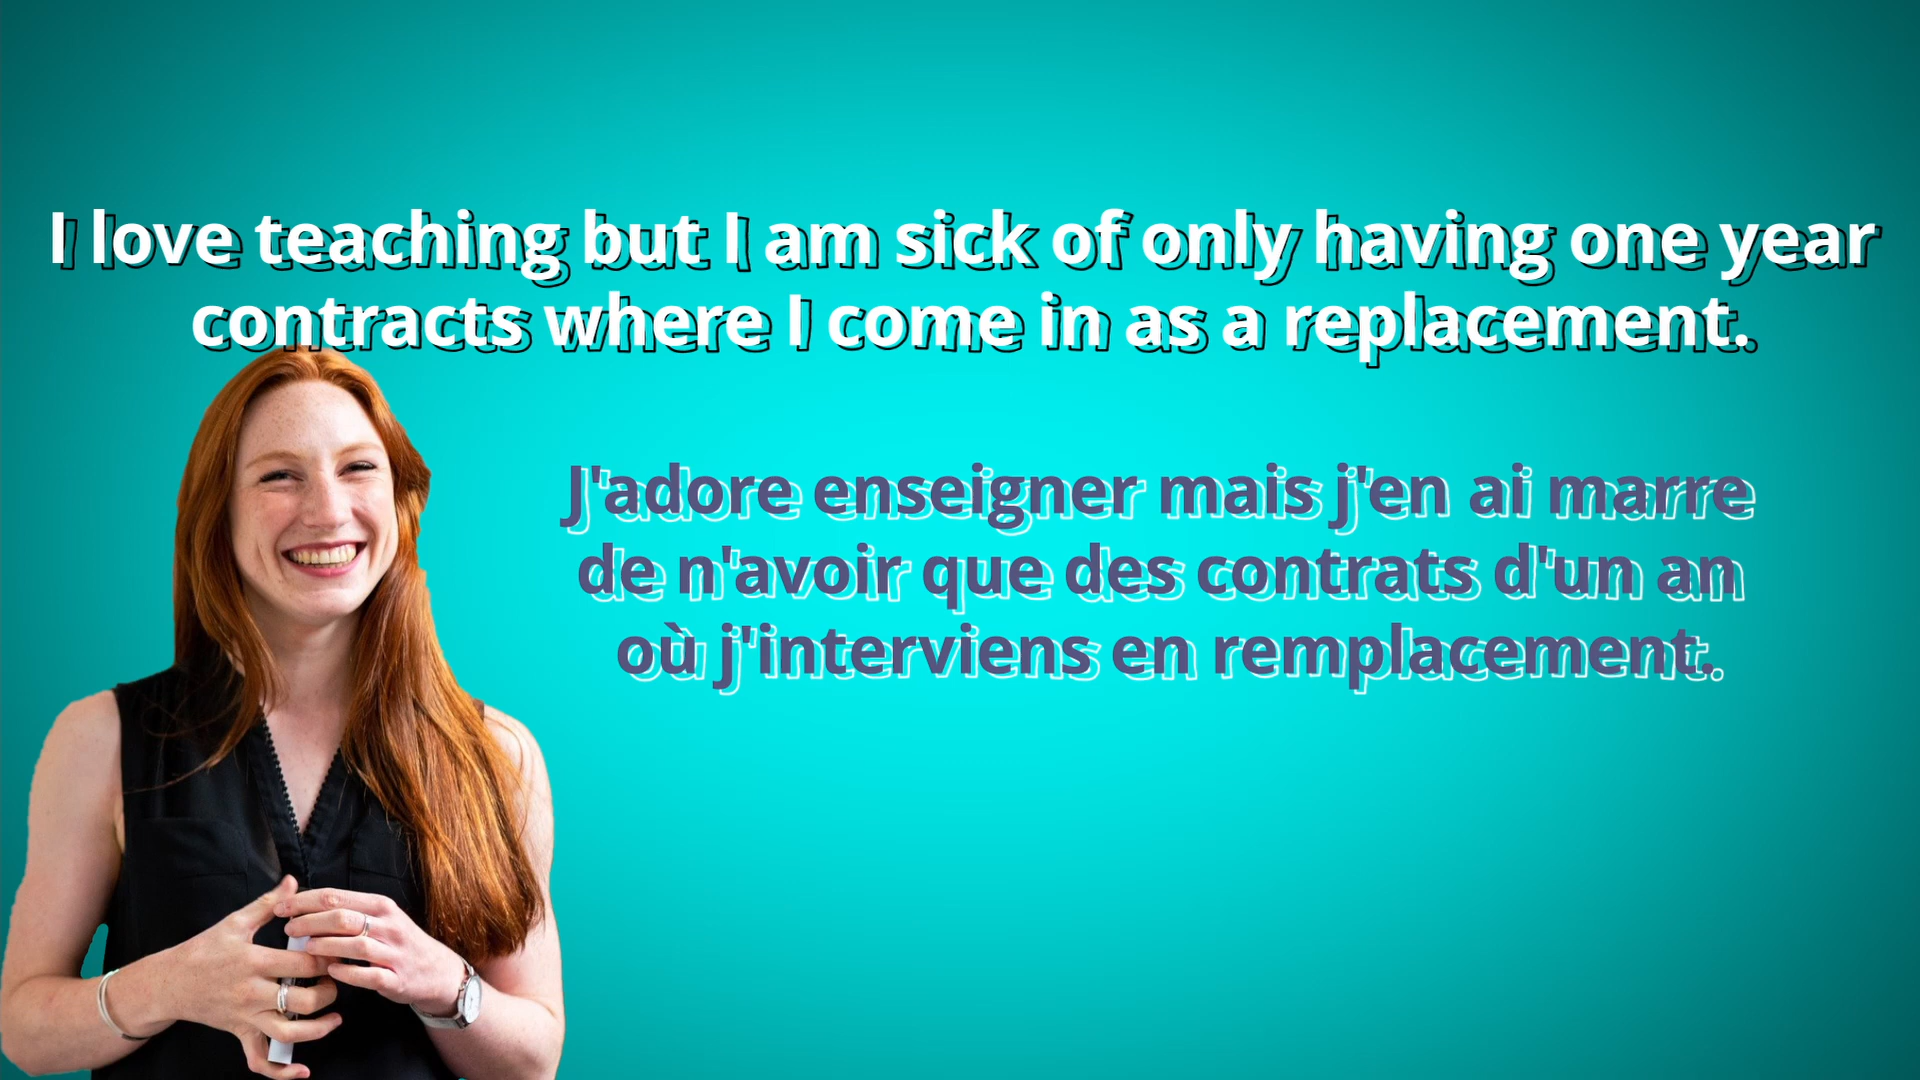 I love teaching but I am sick of only having one year
contracts where I come in as a replacement.
J'adore enseigner mais j'en ai marre
de n'avoir que des contrats d'un an
où j'interviens en remplacement.